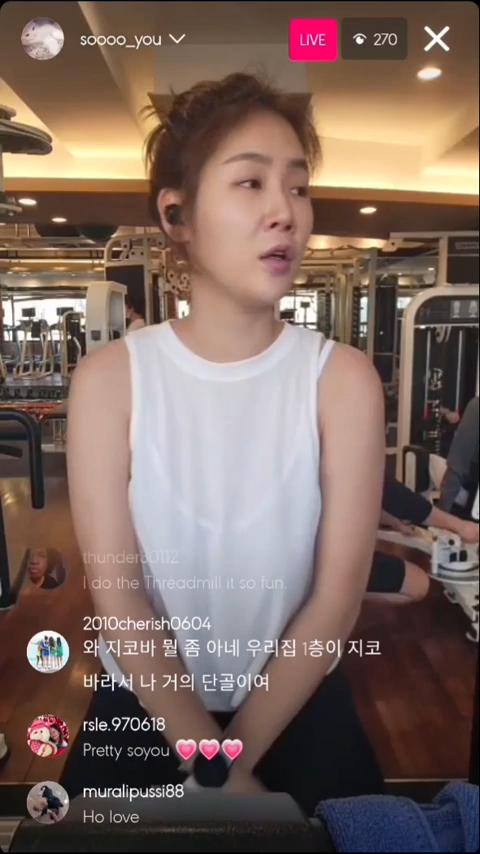 soooo_you
LIVE
270
thunder30112
I do the Threadmill it so fun.
2010cherish0604
와 지코바 뭘 좀 아네 우리집 1층이 지코
바라서 나 거의 단골이여
rsle.970618
Pretty soyou 💗💗💗
muralipussi88
Ho love